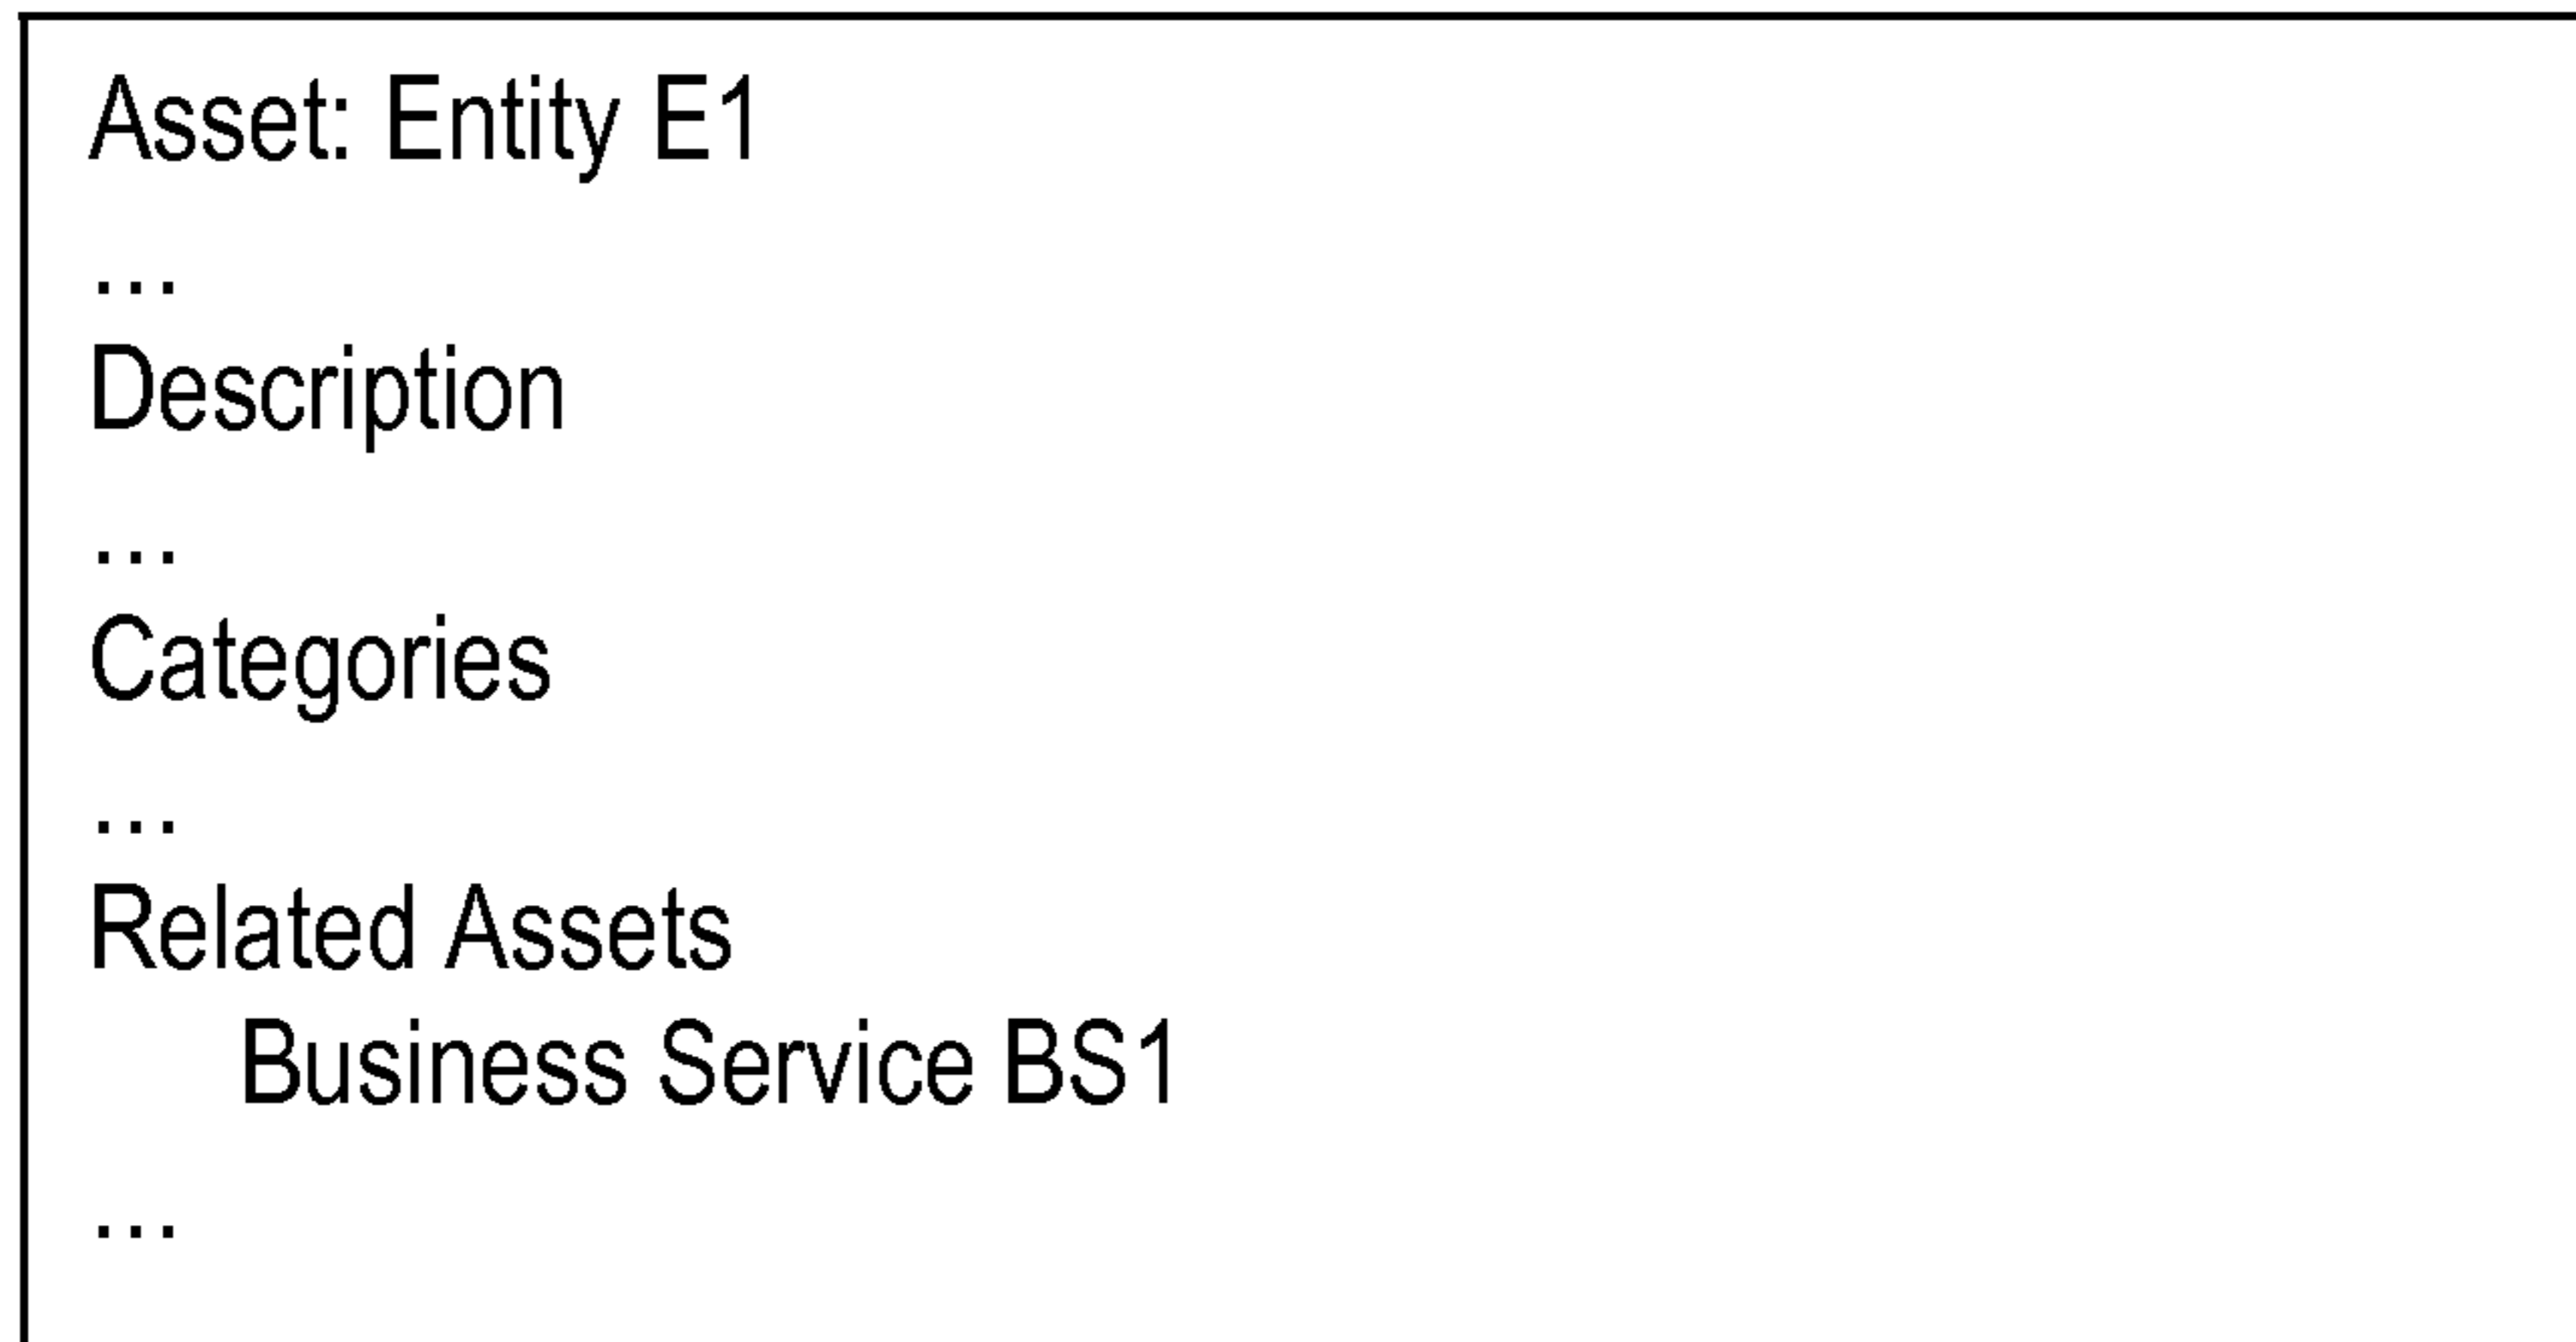 Asset: Entity E1
...
Description
...
Categories
...
Related Assets
Business Service BS1
...